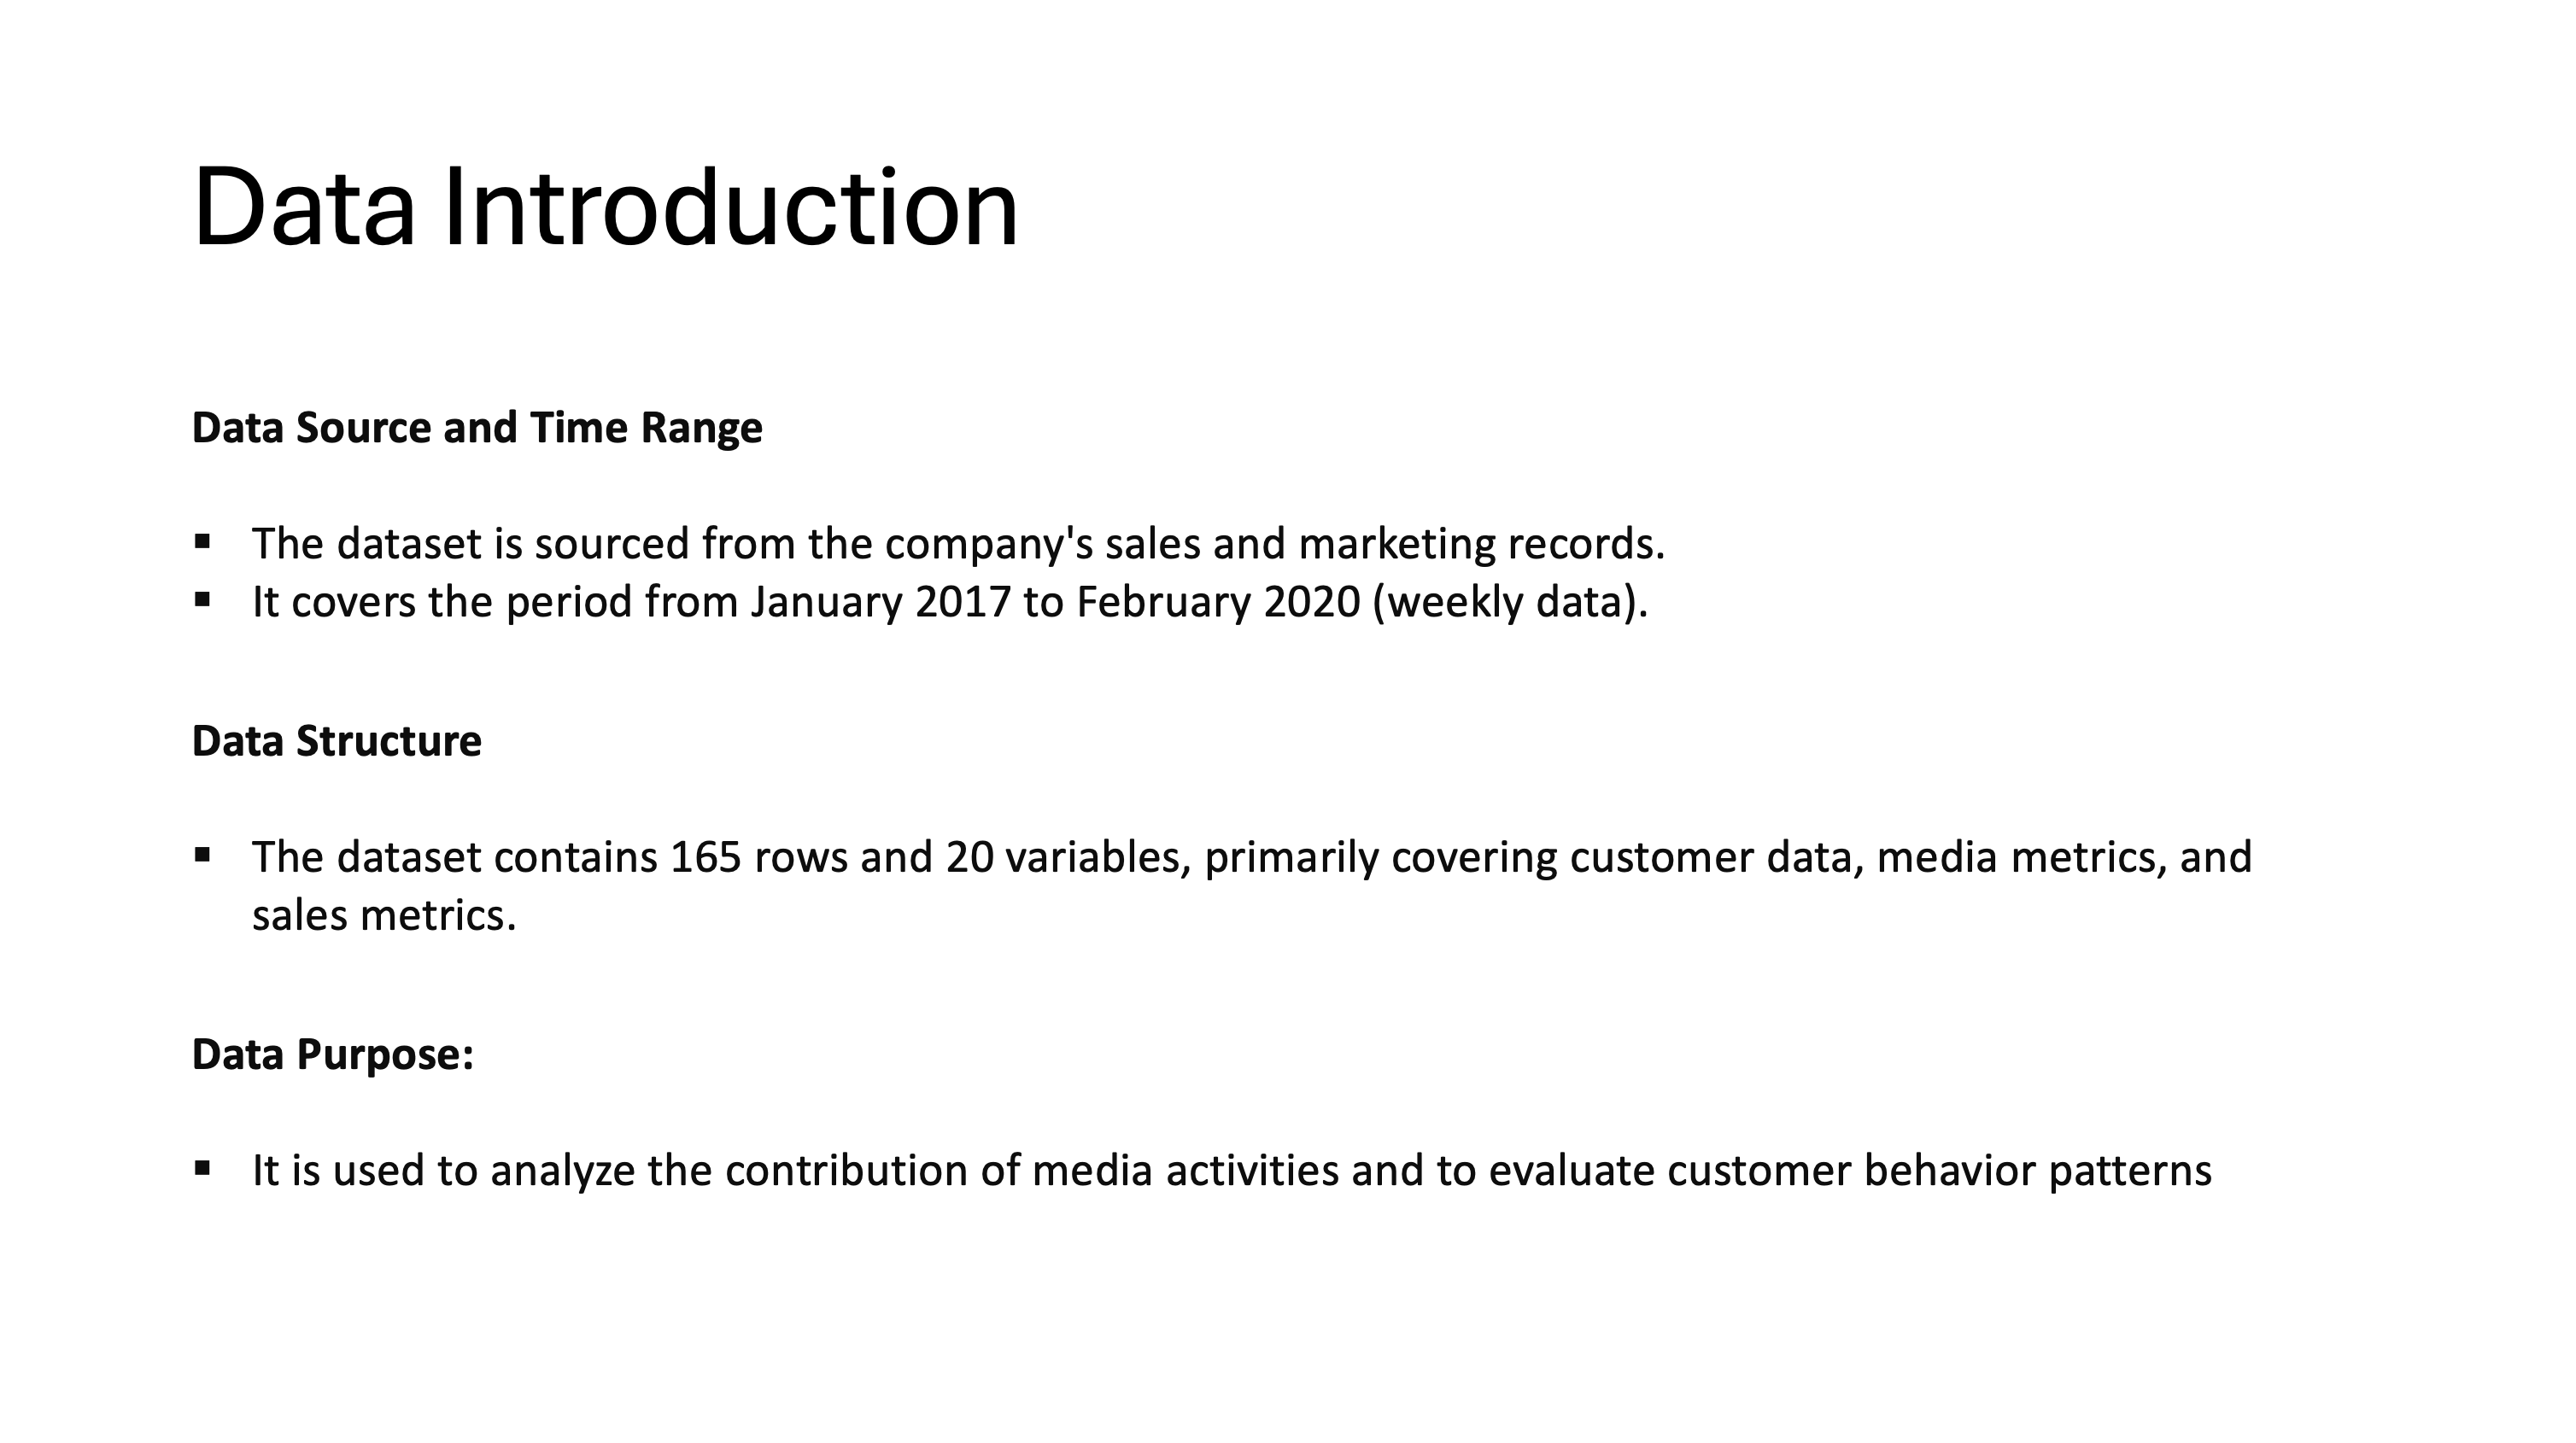 Data Introduction
Data Source and Time Range
▪ The dataset is sourced from the company's sales and marketing records.
▪ It covers the period from January 2017 to February 2020 (weekly data).
Data Structure
▪ The dataset contains 165 rows and 20 variables, primarily covering customer data, media metrics, and
sales metrics.
Data Purpose:
▪ It is used to analyze the contribution of media activities and to evaluate customer behavior patterns